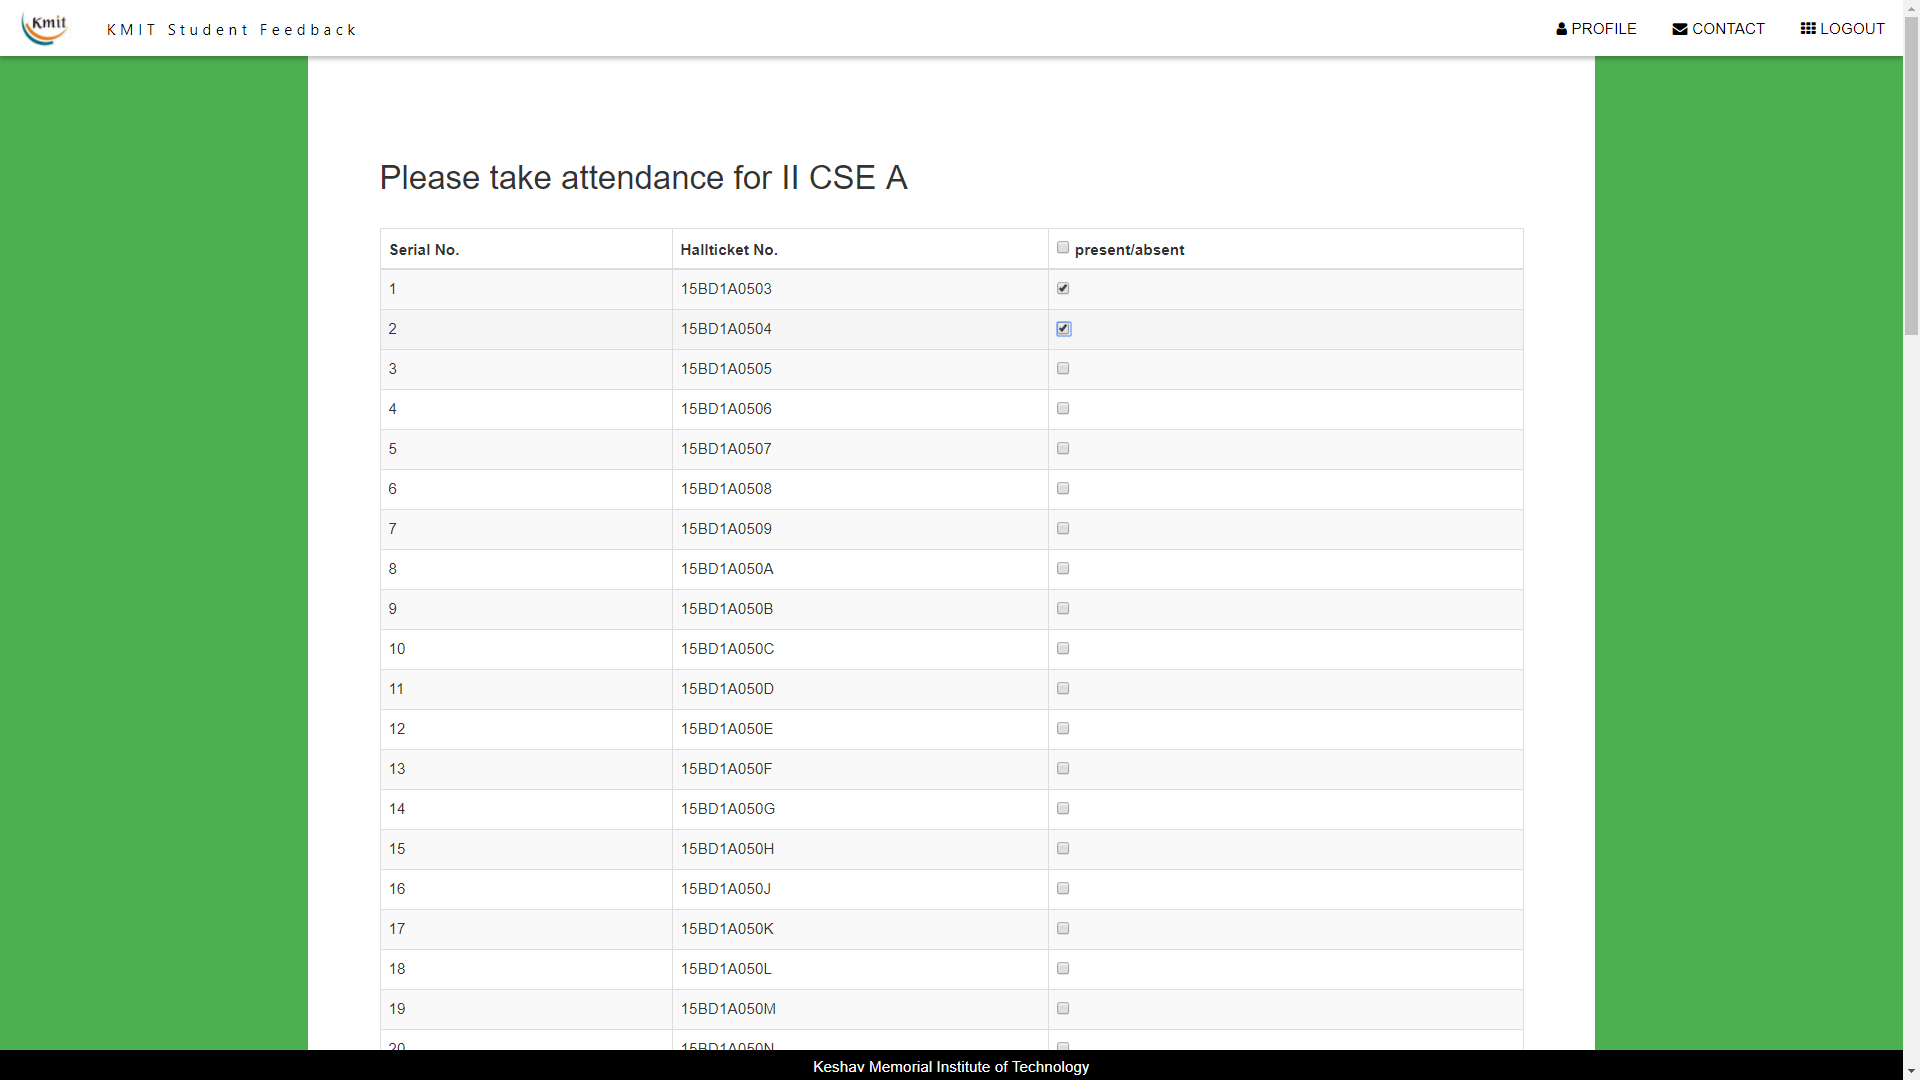 Kmit
KMIT Student Feedback
PROFILE CONTACT LOGOUT
Please take attendance for II CSE A
Serial No. Hallticket No. present/absent
1 15BD1A0503
2 15BD1A0504
3 15BD1A0505
4 15BD1A0506
5 15BD1A0507
6 15BD1A0508
7 15BD1A0509
8 15BD1A050A
9 15BD1A050B
10 15BD1A050C
11 15BD1A050D
12 15BD1A050E
13 15BD1A050F
14 15BD1A050G
15 15BD1A050H
16 15BD1A050J
17 15BD1A050K
18 15BD1A050L
19 15BD1A050M
20 15BD1A050N
Keshav Memorial Institute of Technology